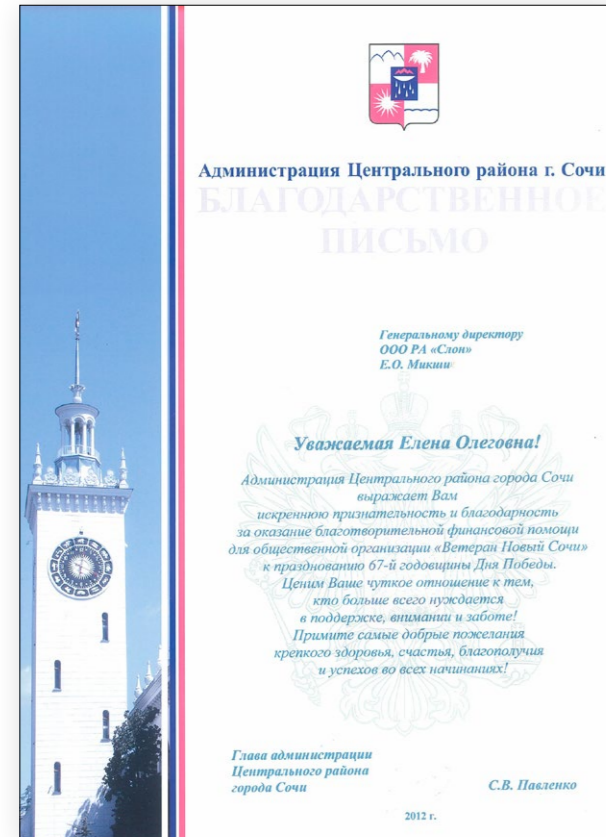 Администрация Центрального района г. Сочи
БЛАГОДАРСТВЕННОЕ
ПИСЬМО
Генеральному директору
ООО РА «Слон»
Е.О. Микши
Уважаемая Елена Олеговна!
Администрация Центрального района города Сочи
выражает Вам
искреннюю признательность и благодарность
за оказание благотворительной финансовой помощи
для общественной организации «Ветеран Новый Сочи»
к празднованию 67-й годовщины Дня Победы.
Ценим Ваше чуткое отношение к тем,
кто больше всего нуждается
в поддержке, внимании и заботе!
Примите самые добрые пожелания
крепкого здоровья, счастья, благополучия
и успехов во всех начинаниях!
Глава администрации
Центрального района
города Сочи
С.В. Павленко
2012 г.